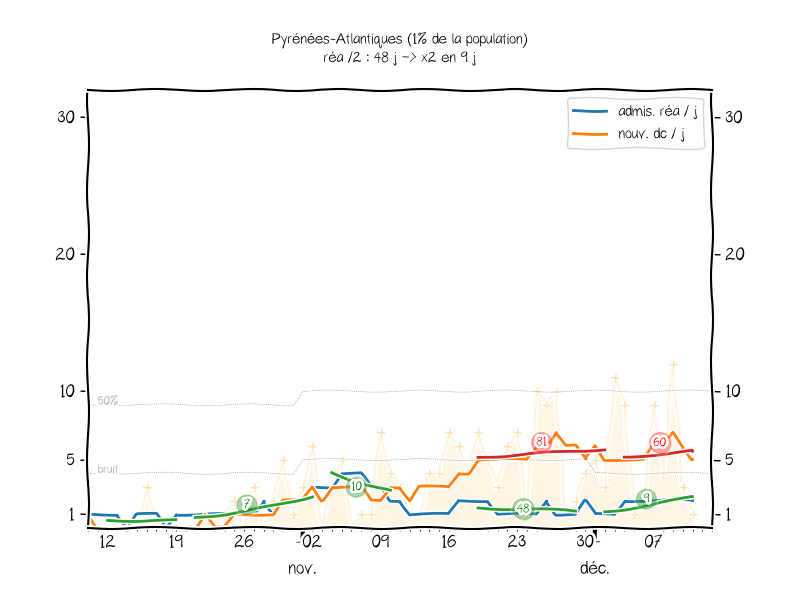 Pyrénées-Atlantiques (1% de la population)
réa /2 : 48 j -> x2 en 9 j
admis. réa / j
nouv. dc / j
30 30
20 20
10 10
50%
5 5
bruit
1 1
7 10 48 81 9 60
12 19 26 02 09 16 23 30 07
nov. déc.